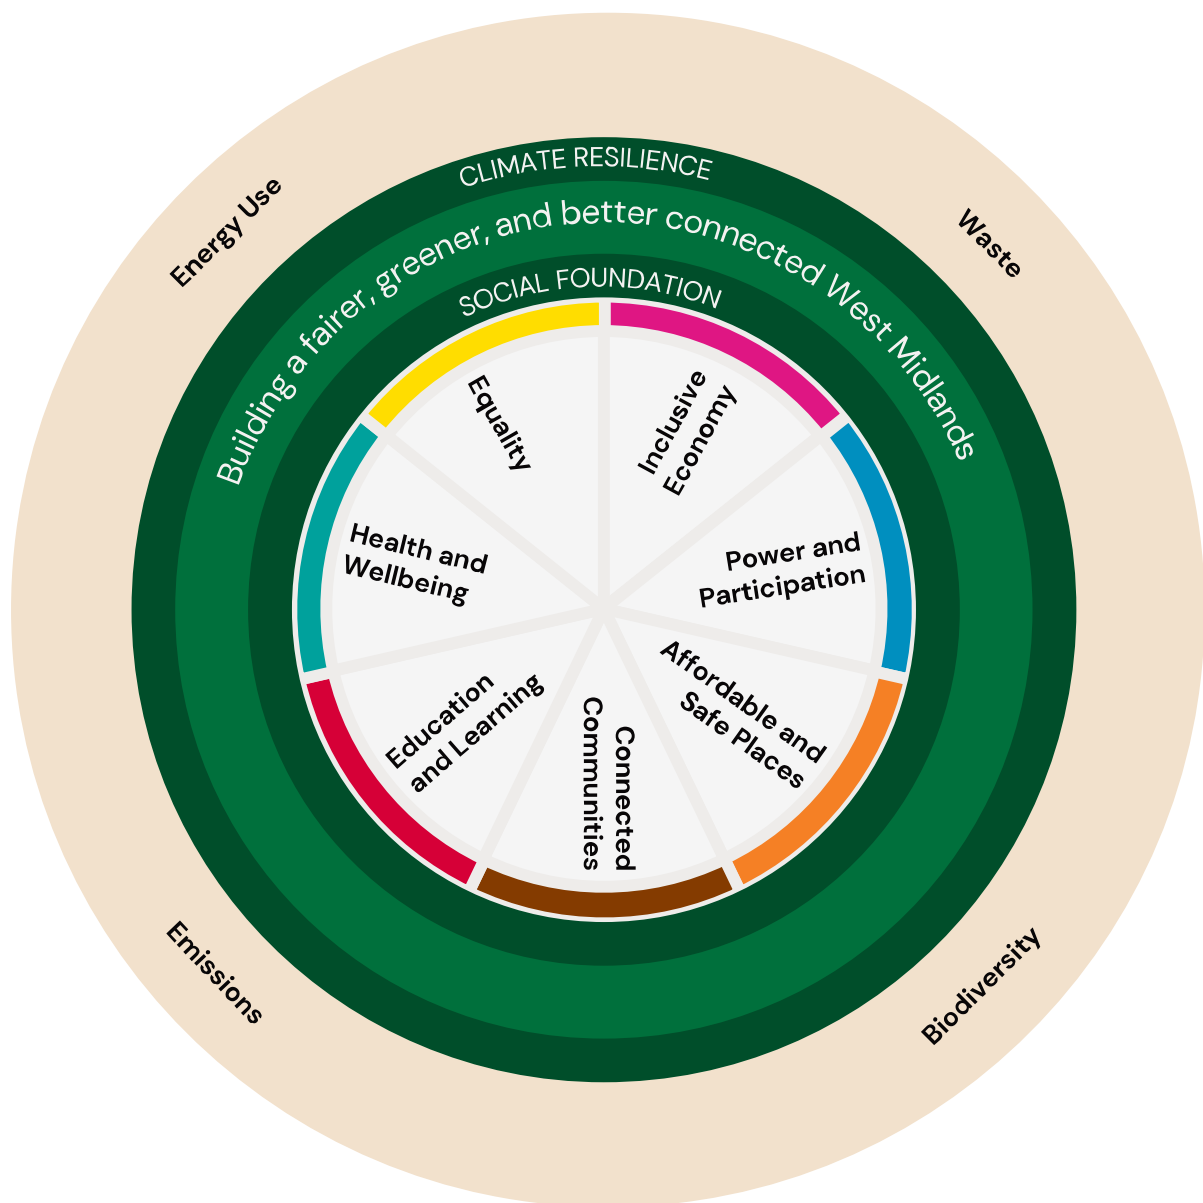 CLIMATE RESILIENCE
Building a fairer, greener, and better connected West Midlands
SOCIAL FOUNDATION
Energy Use
Waste
Biodiversity
Emissions
Inclusive
Economy
Power and
Participation
Affordable and
Safe Places
Connected
Communities
Education
and Learning
Health and
Wellbeing
Equality